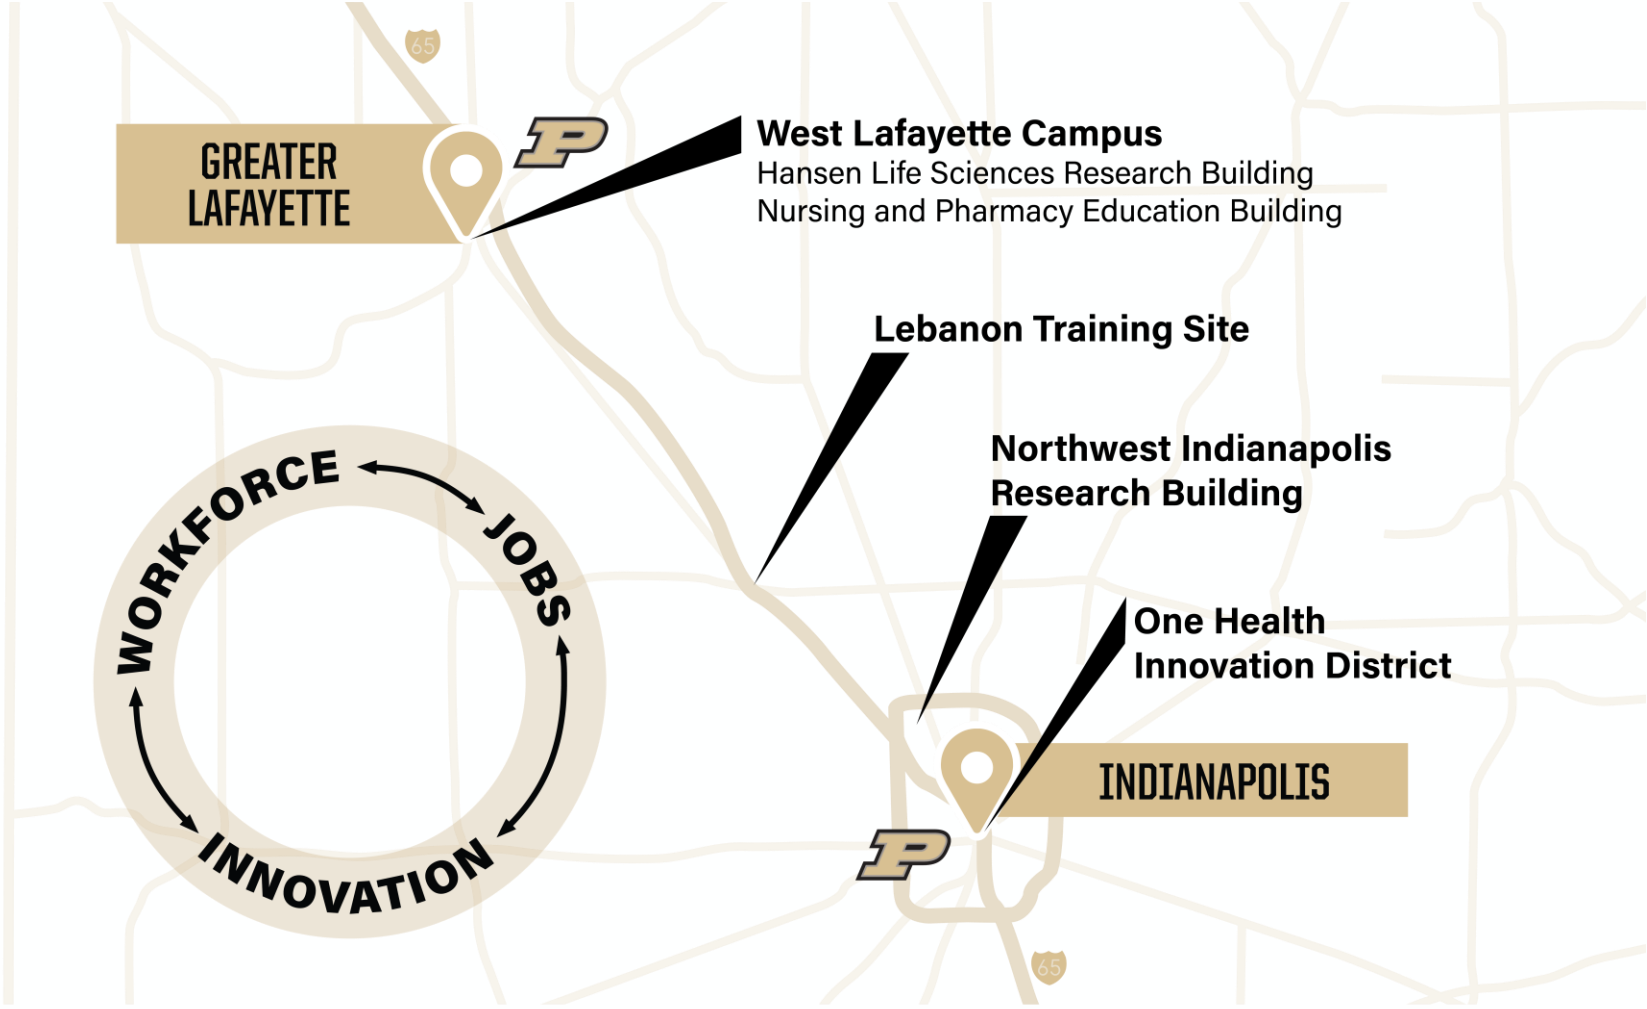 65
GREATER
LAFAYETTE
P
West Lafayette Campus
Hansen Life Sciences Research Building
Nursing and Pharmacy Education Building
Lebanon Training Site
Northwest Indianapolis
Research Building
WORKFORCE
JOBS
INNOVATION
One Health
Innovation District
INDIANAPOLIS
P
65